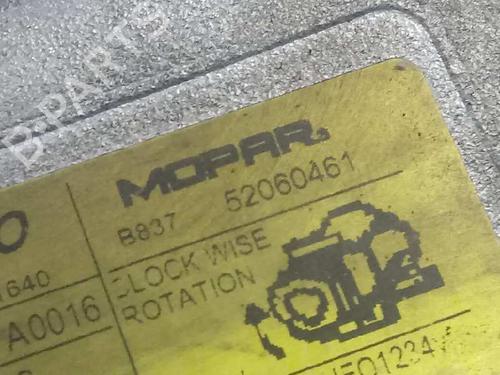 B-PARTS
MOPAR
B837 52060461
1640
CLOCK WISE
A0016
ROTATION